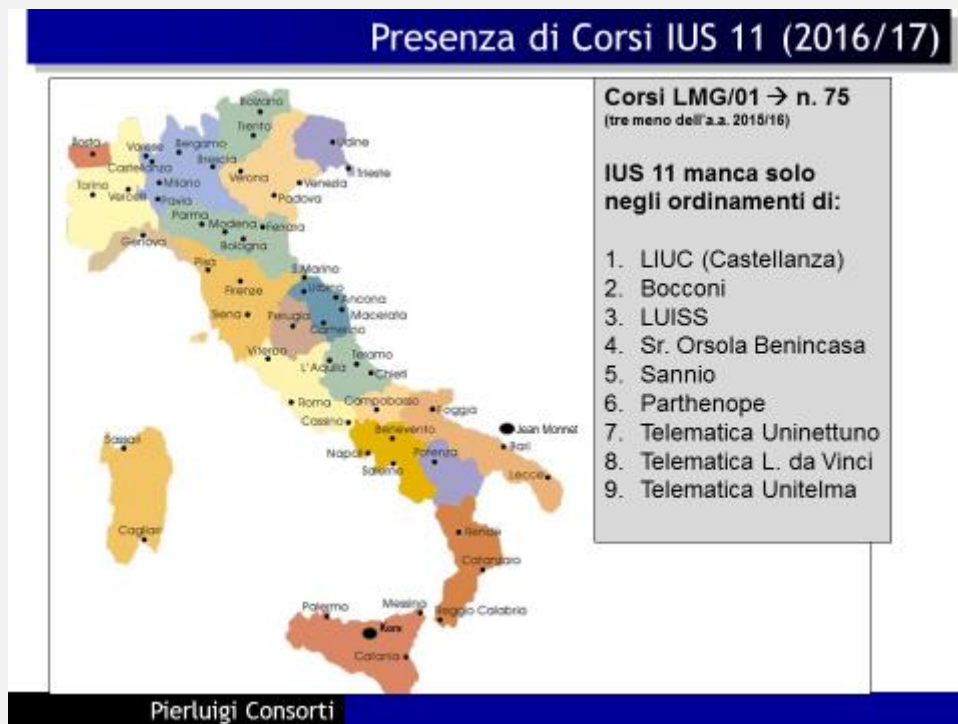 Presenza di Corsi IUS 11 (2016/17)
Corsi LMG/01 → n. 75
(tre meno dell'a.a. 2015/16)
IUS 11 manca solo
negli ordinamenti di:
1. LIUC (Castellanza)
2. Bocconi
3. LUISS
4. Sr. Orsola Benincasa
5. Sannio
6. Parthenope
7. Telematica Uninettuno
8. Telematica L. da Vinci
9. Telematica Unitelma
Bolzano
Trento
Udine
Trieste
Aosta
Varese
Bergamo
Brescia
Castellanza
Verona
Venezia
Torino
Vercelli
Milano
Pavia
Padova
Parma
Modena
Ferrara
Genova
Bologna
Pisa
S.Marino
Urbino
Firenze
Ancona
Siena
Perugia
Macerata
Camerino
Viterbo
L'Aquila
Teramo
Chieti
Roma
Campobasso
Foggia
Cassino
Benevento
Jean Monnet
Bari
Napoli
Potenza
Salerno
Lecce
Sassari
Cagliari
Rende
Catanzaro
Palermo
Messina
Reggio Calabria
Kore
Catania
Pierluigi Consorti